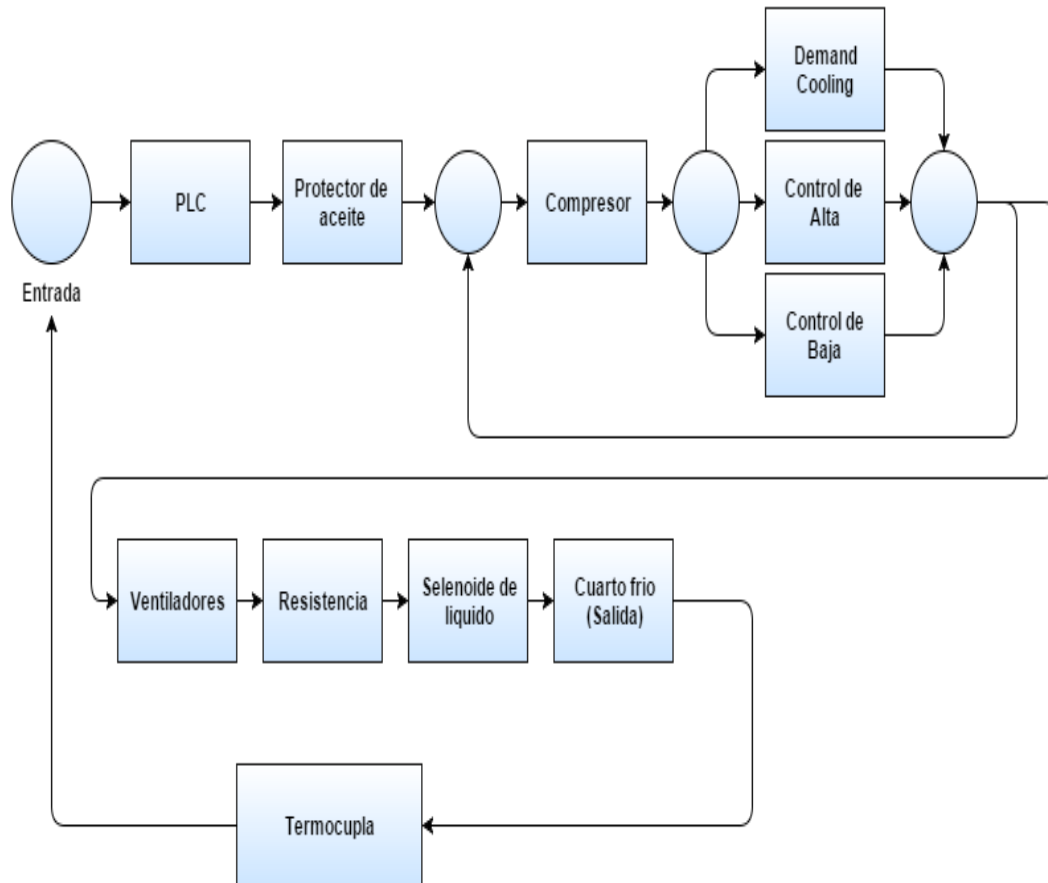 Demand
Cooling
Entrada
PLC
Protector de
aceite
Compresor
Control de
Alta
Control de
Baja
Ventiladores
Resistencia
Selenoide de
liquido
Cuarto frio
(Salida)
Termocupla